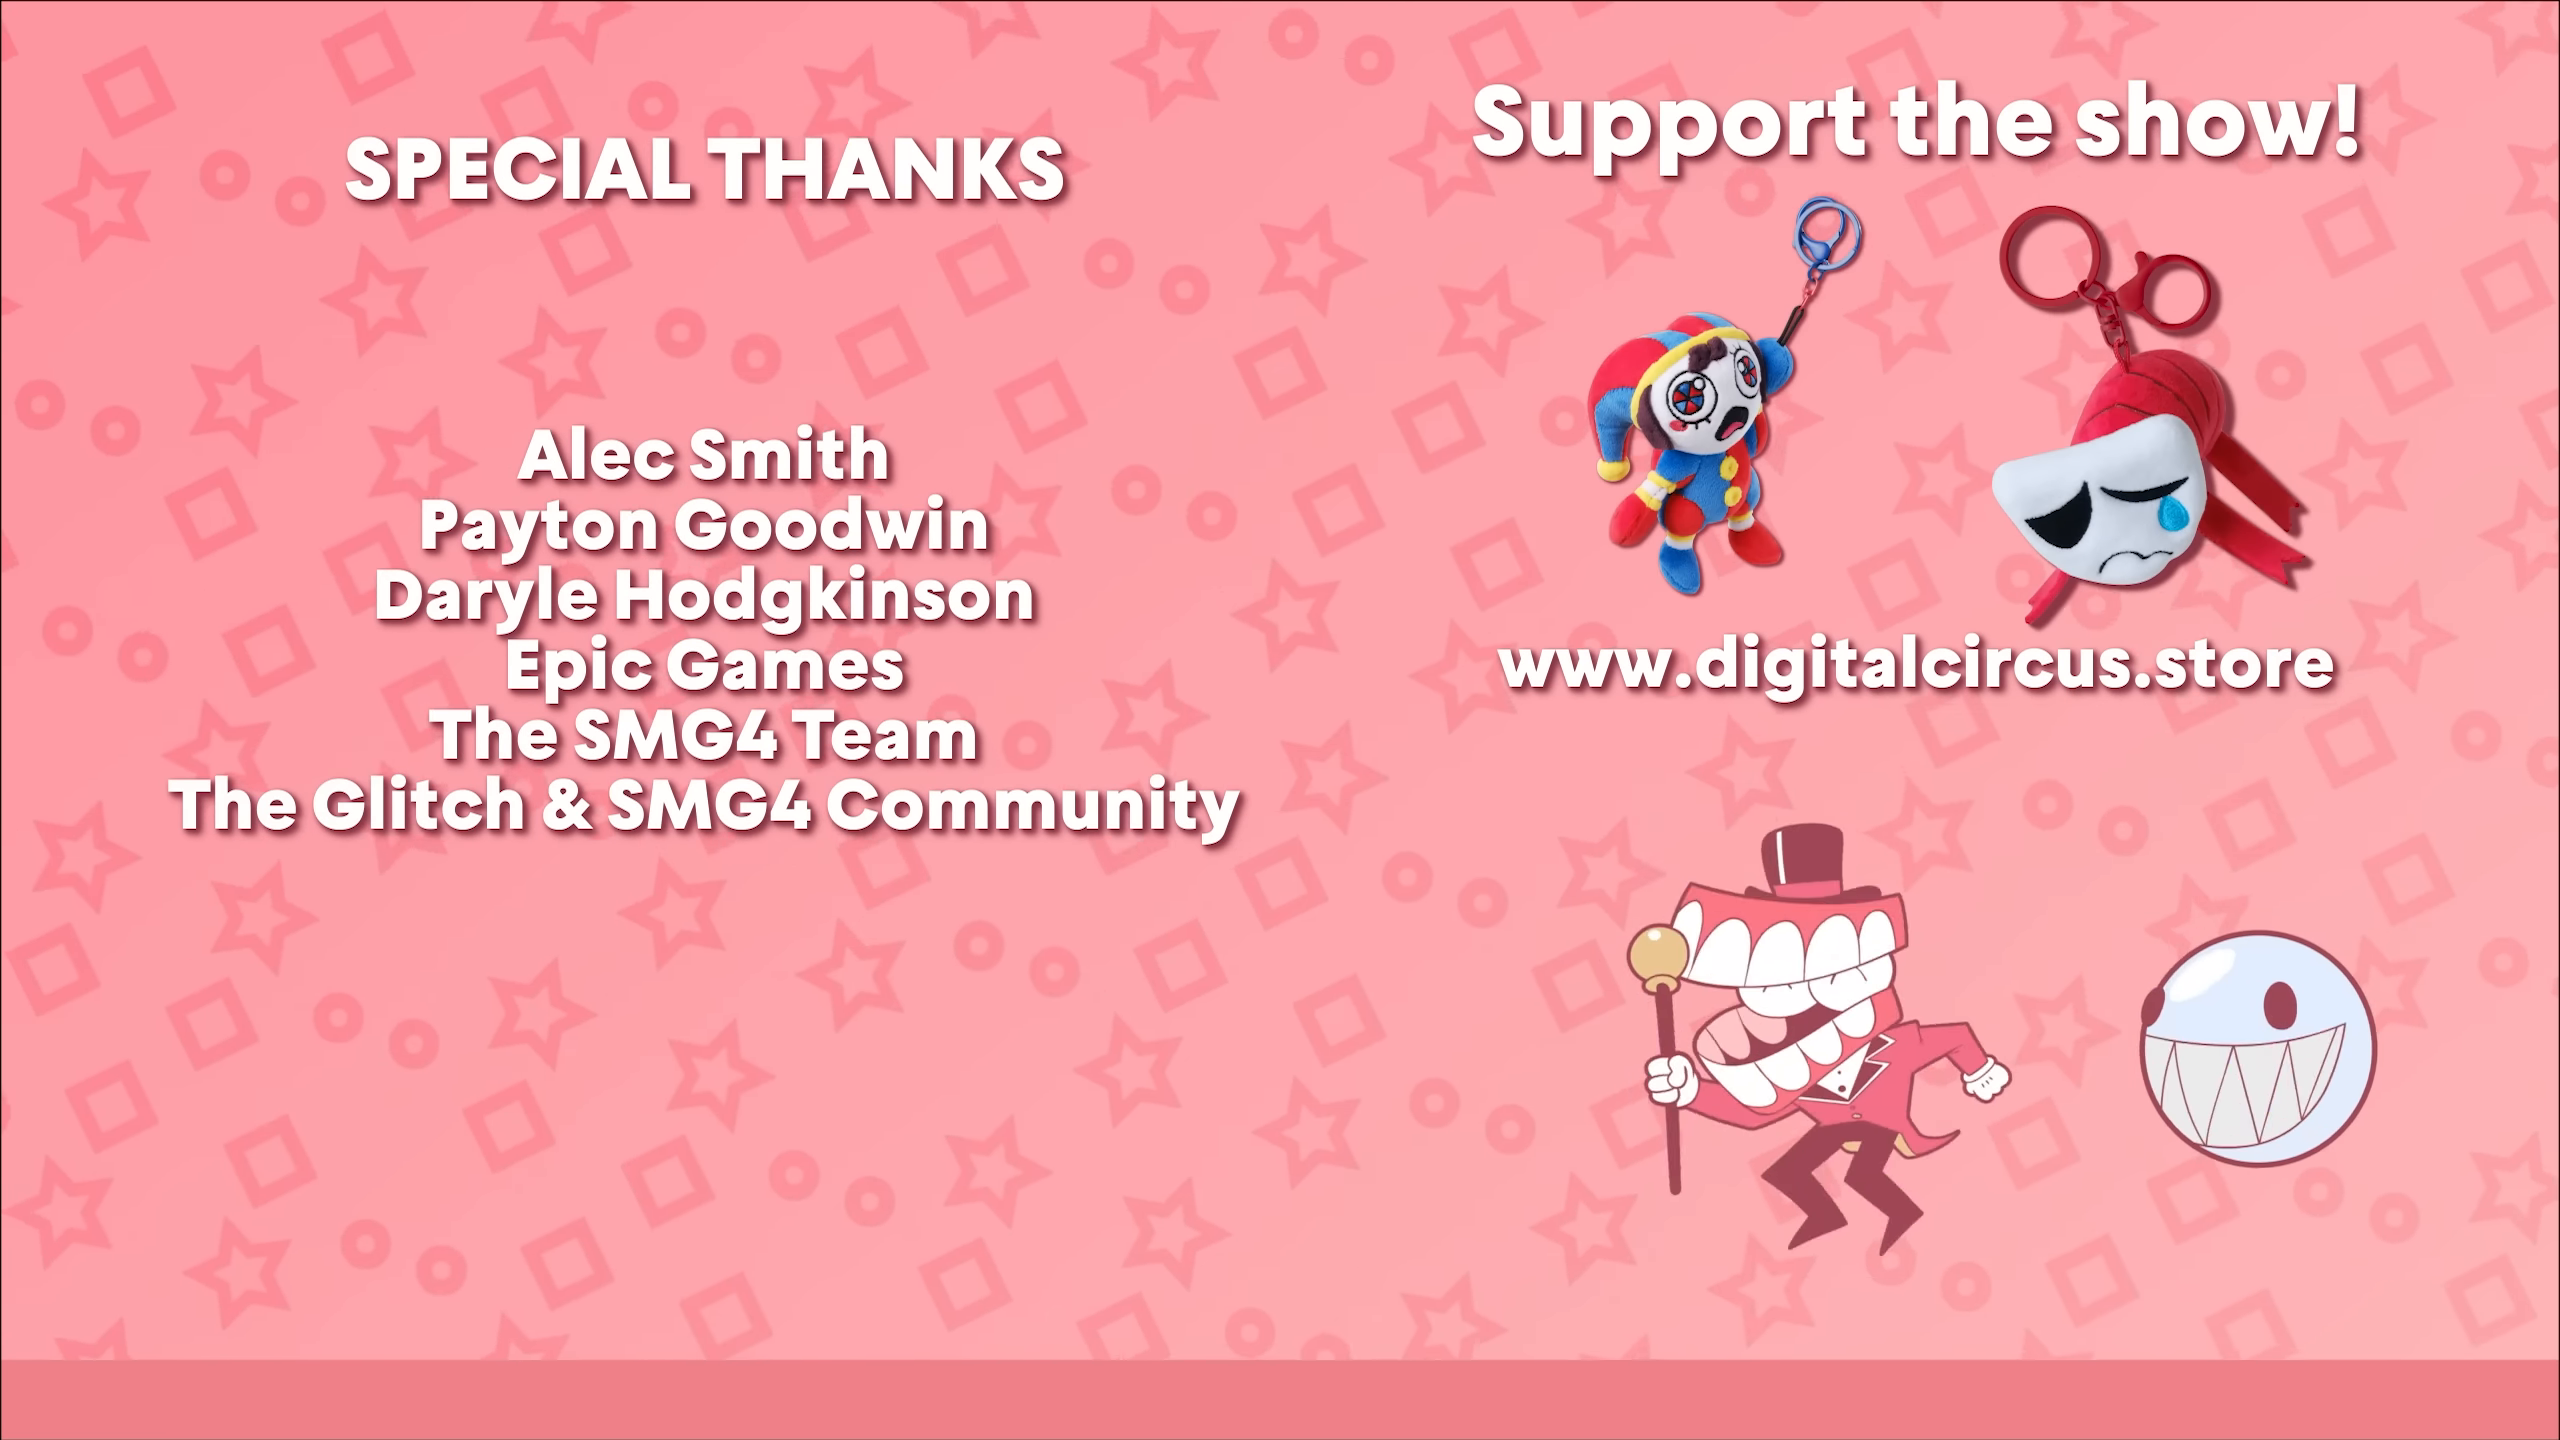 SPECIAL THANKS
Alec Smith
Payton Goodwin
Daryle Hodgkinson
Epic Games
The SMG4 Team
The Glitch & SMG4 Community
Support the show!
www.digitalcircus.store